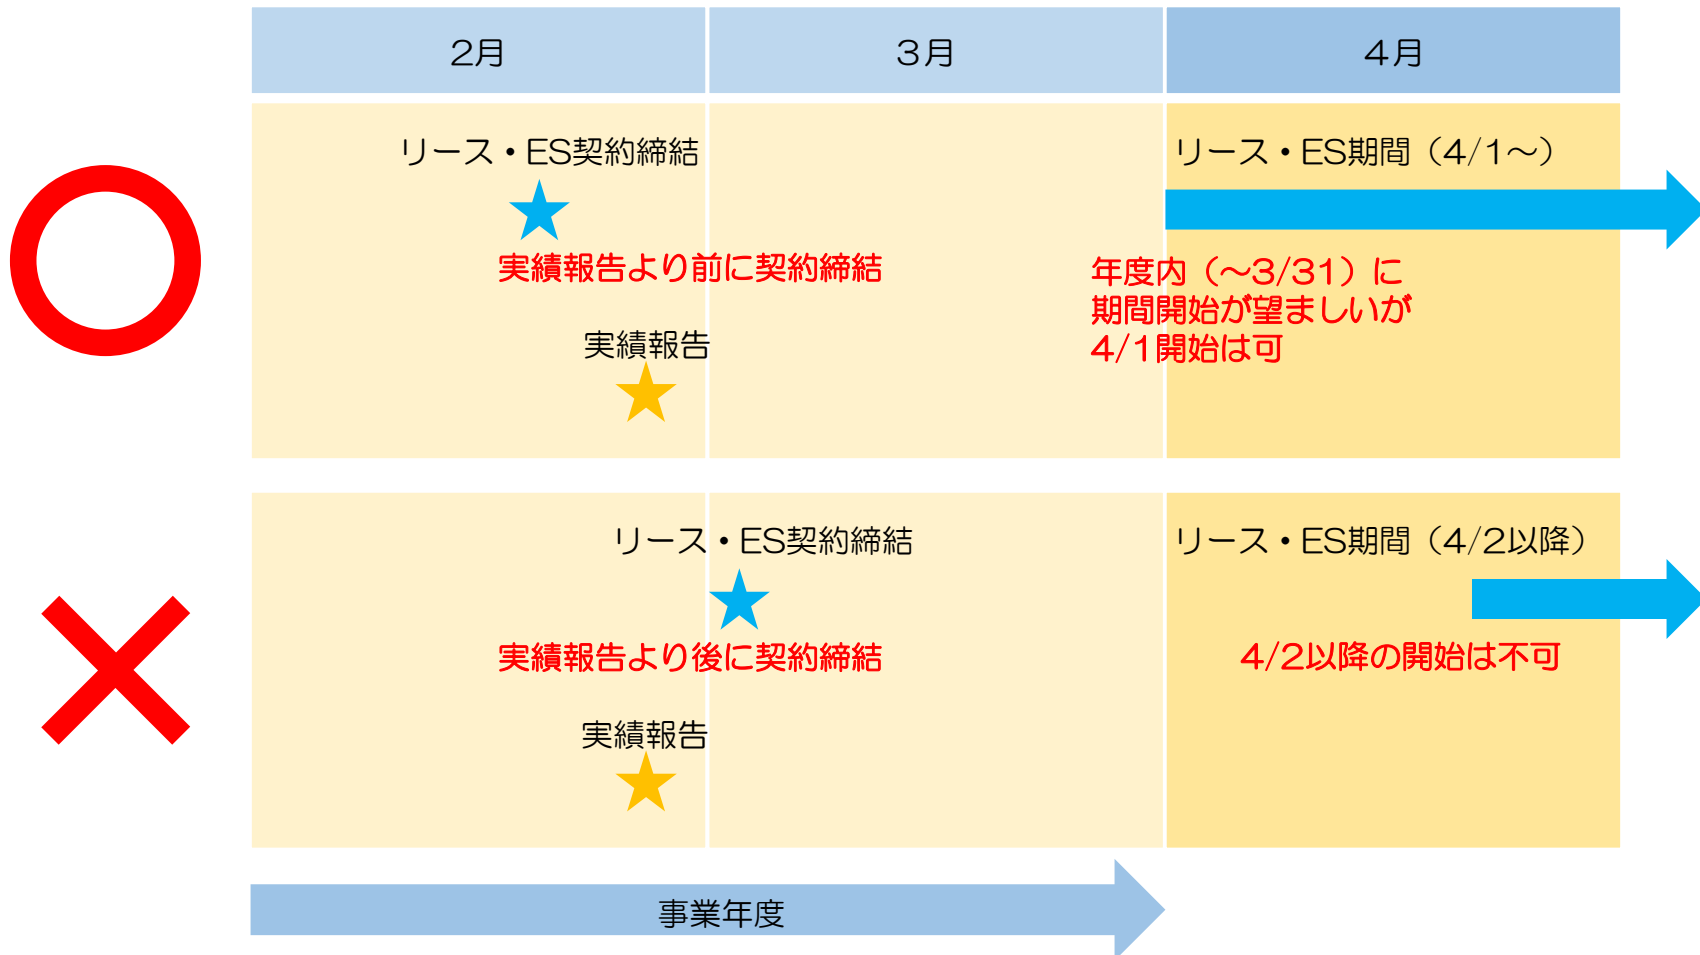 2月
3月
4月
リース・ES契約締結
リース・ES期間（4/1～）
実績報告より前に契約締結
年度内（～3/31）に
期間開始が望ましいが
4/1開始は可
実績報告
リース・ES契約締結
リース・ES期間（4/2以降）
実績報告より後に契約締結
4/2以降の開始は不可
実績報告
事業年度